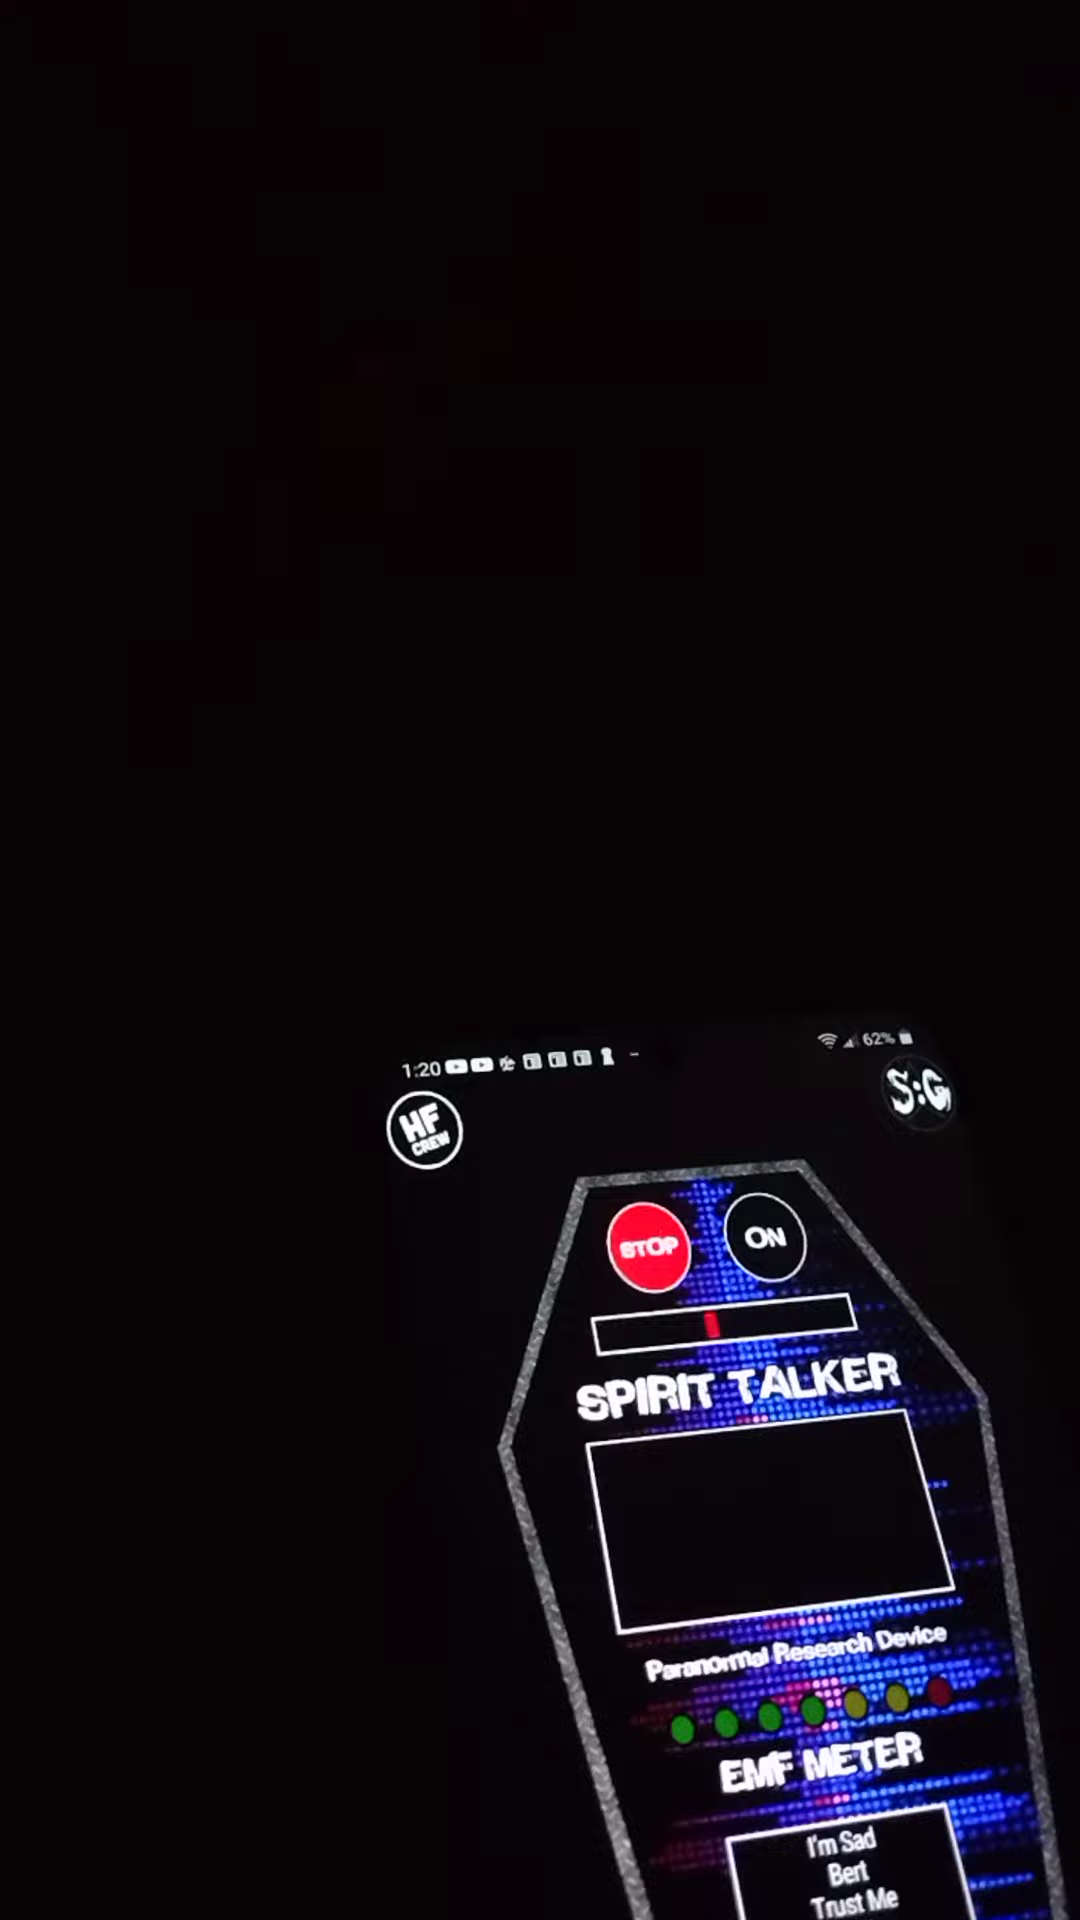 1:20
62%
HF
CREW
S:G
STOP
ON
SPIRIT TALKER
Paranormal Research Device
EMF METER
I'm Sad
Bert
Trust Me